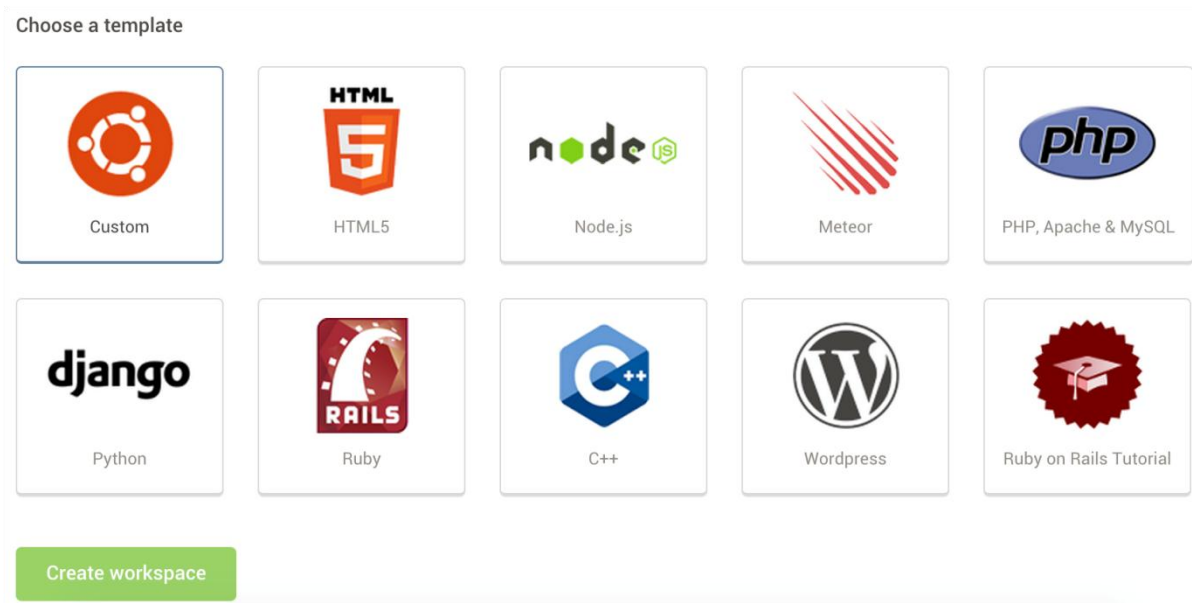 Choose a template
HTML
5
node JS
php
Custom
HTML5
Node.js
Meteor
PHP, Apache & MySQL
django
RAILS
C++
W
Python
Ruby
C++
Wordpress
Ruby on Rails Tutorial
Create workspace